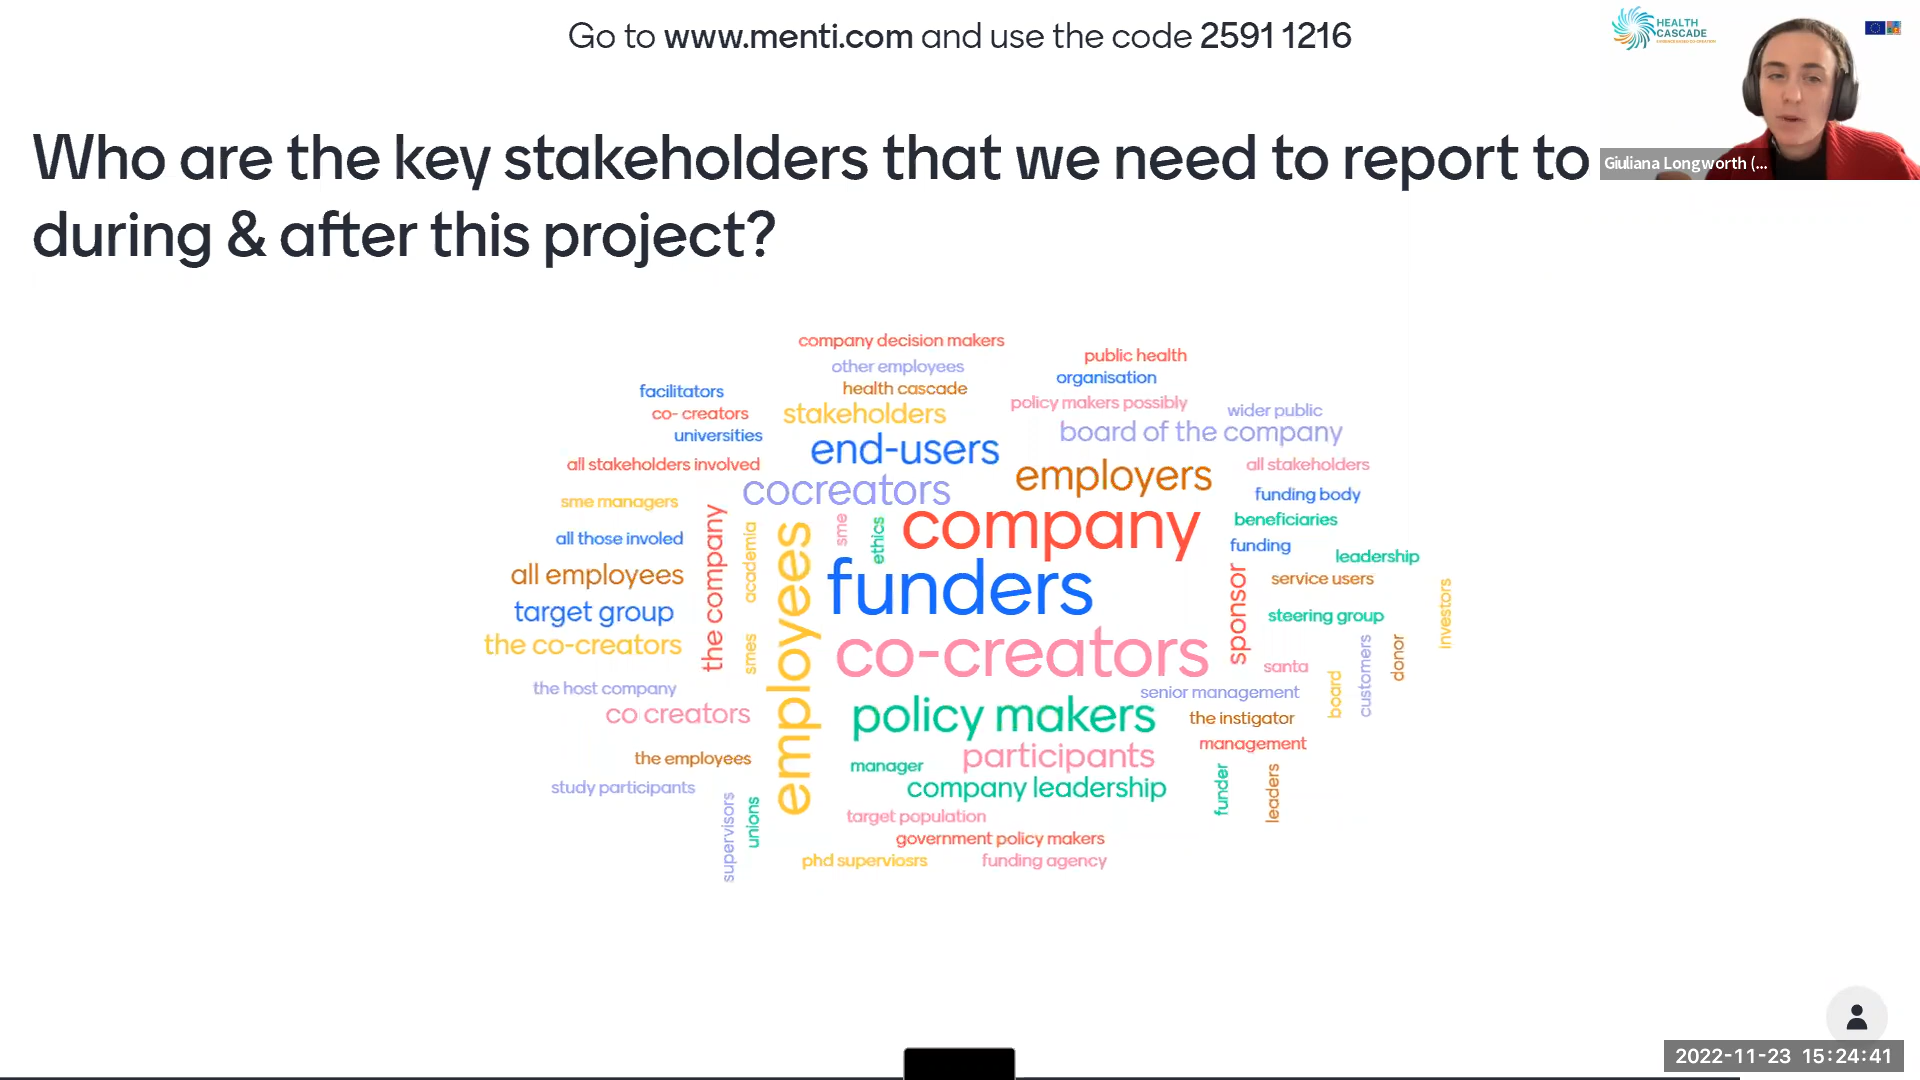 Go to www.menti.com and use the code 2591 1216
HEALTH
CASCADE
Giuliana Longworth (...
Who are the key stakeholders that we need to report to
during & after this project?
company decision makers
public health
other employees
organisation
facilitators
health cascade
policy makers possibly
co- creators
stakeholders
wider public
universities
board of the company
end-users
all stakeholders involved
employers
all stakeholders
cocreators
funding body
sme managers
the company
academia
employees
sme
ethics
company
beneficiaries
all those involed
funding
leadership
all employees
funders
sponsor
service users
target group
investors
steering group
the co-creators
smes
co-creators
santa
customers
donor
the host company
senior management
board
co creators
policy makers
the instigator
management
the employees
participants
manager
study participants
company leadership
funder
leaders
supervisors
unions
target population
government policy makers
phd superviosrs
funding agency
2022-11-23 15:24:41